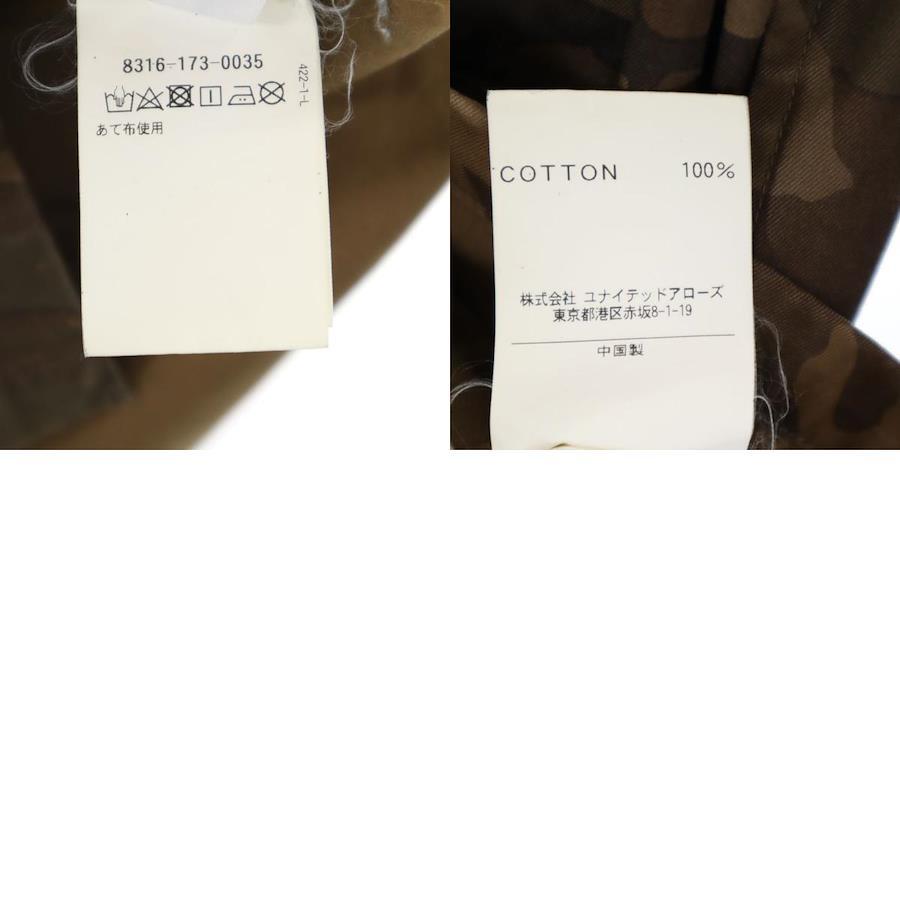 8316-173-0035
422-1-L
あて布使用
COTTON 100%
株式会社 ユナイテッドアローズ
東京都港区赤坂8-1-19
中国製